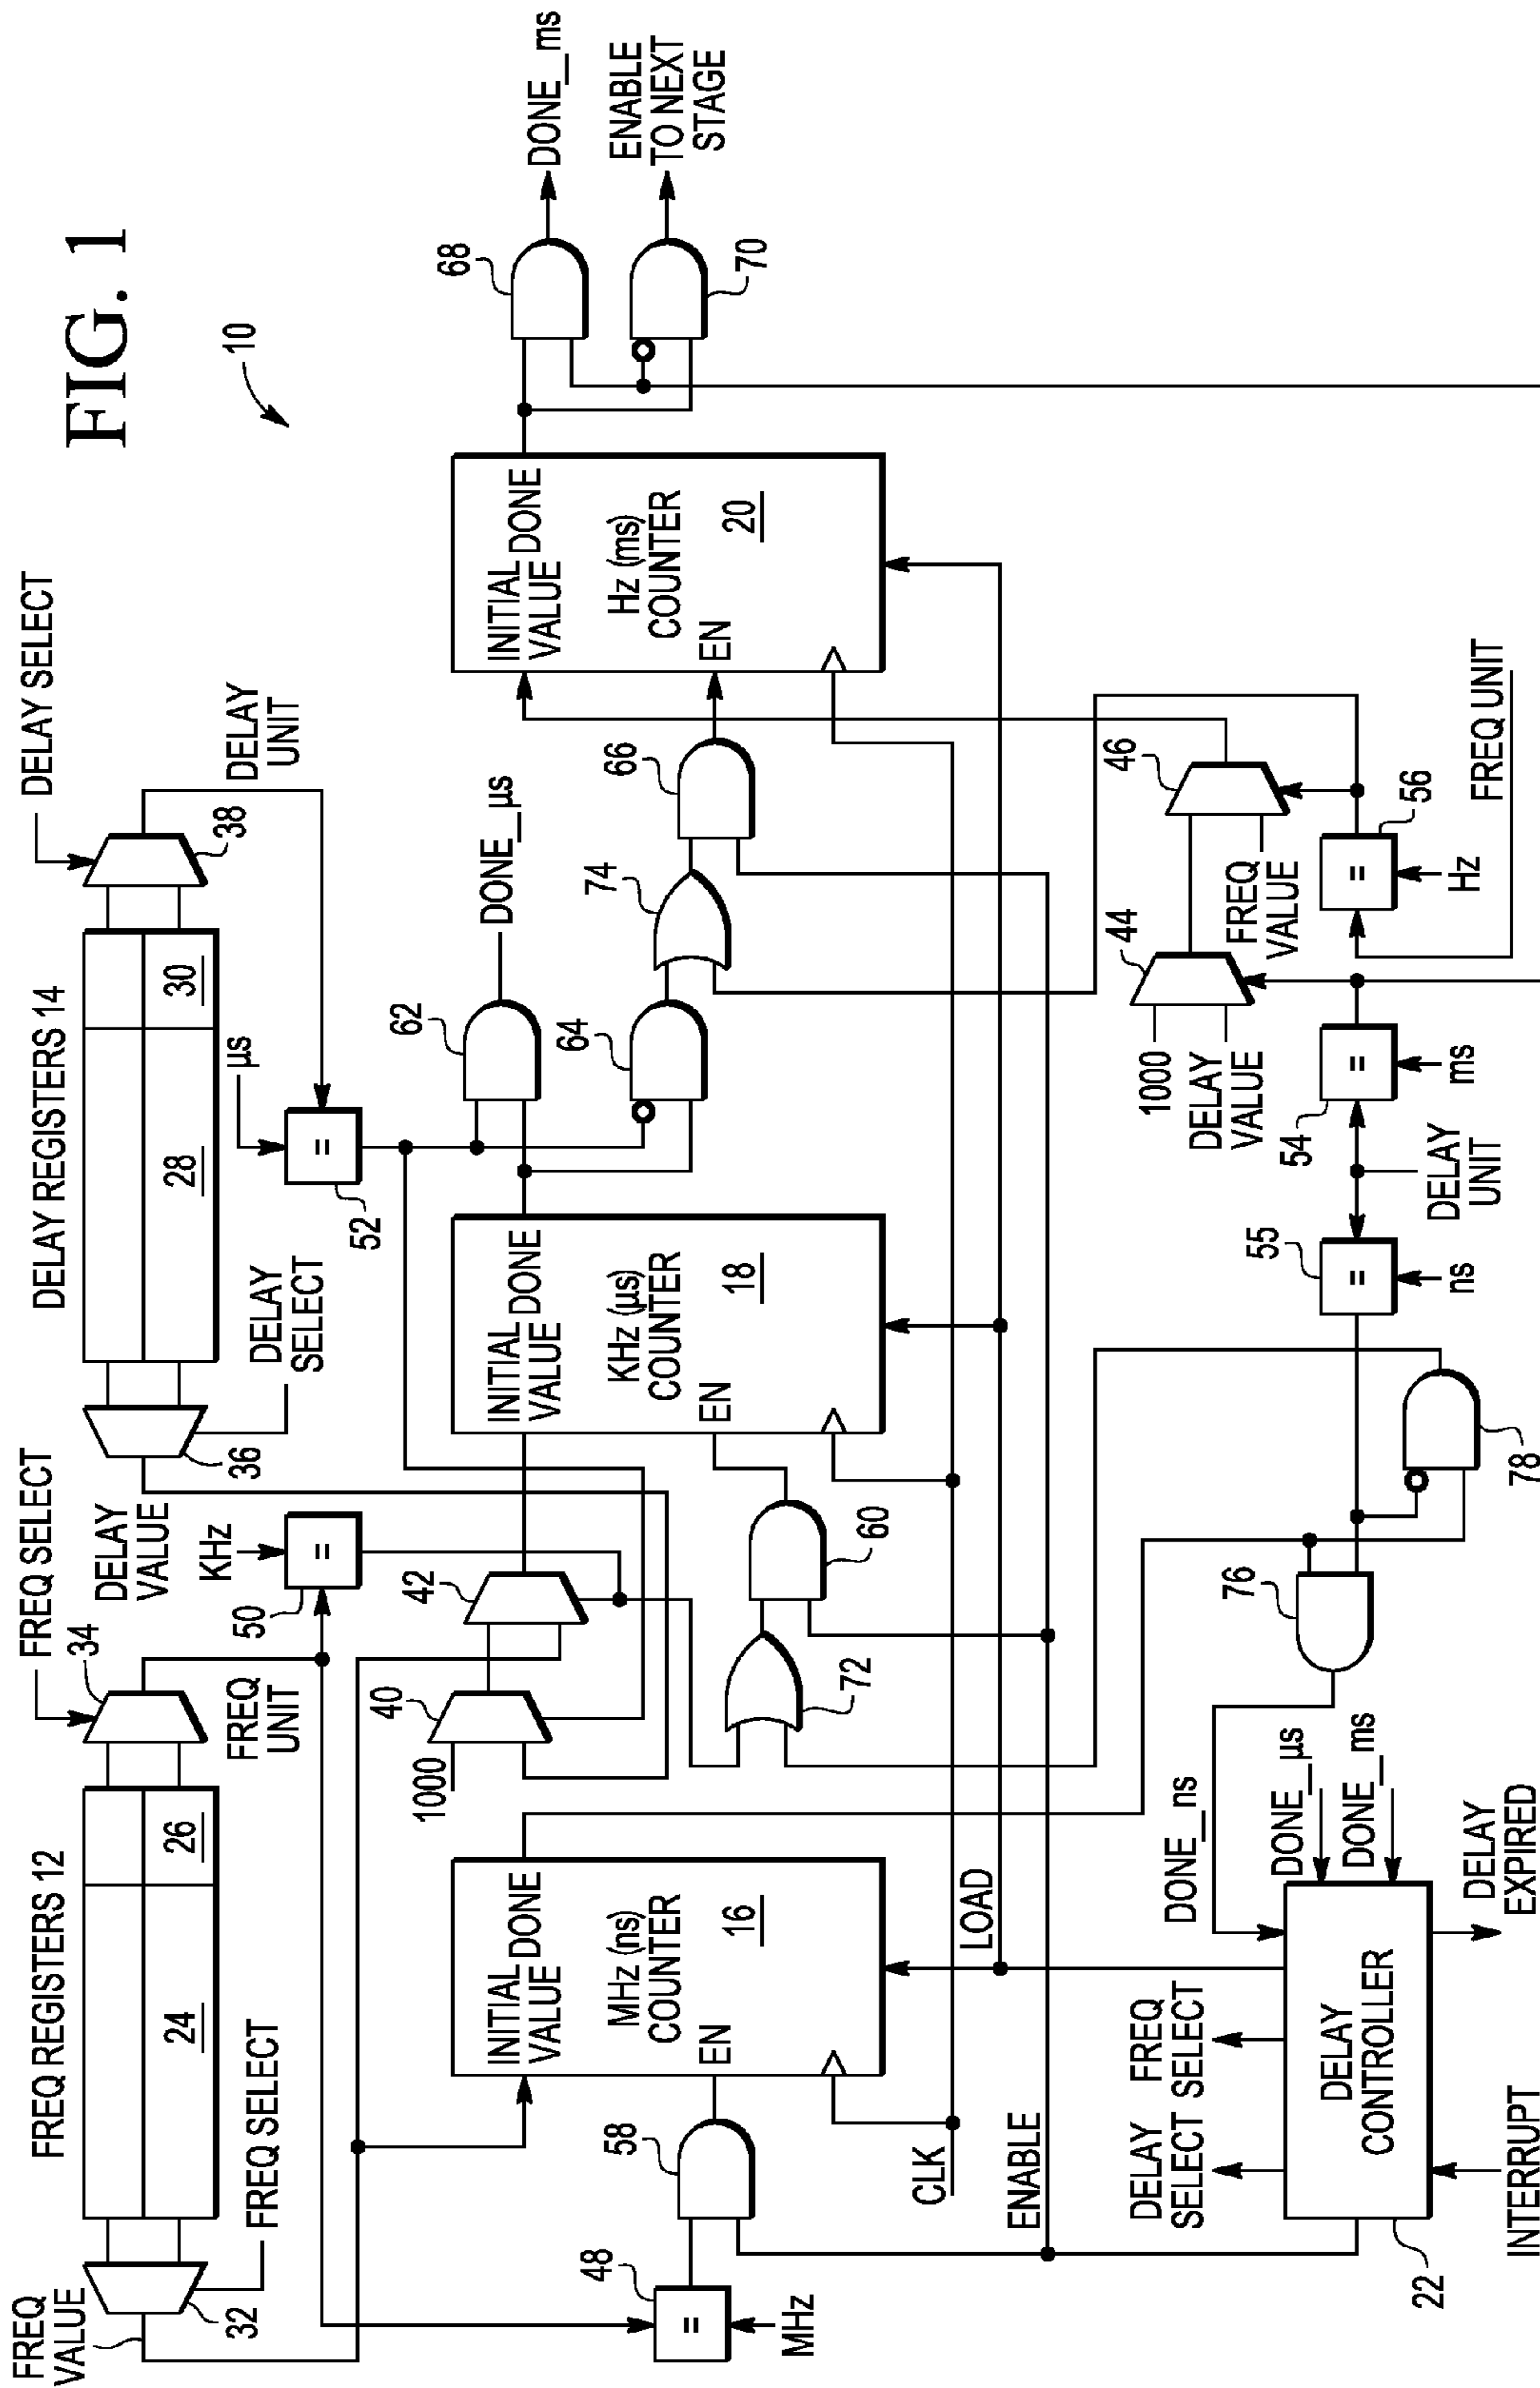 FIG. 1
10
FREQ REGISTERS 12
24
26
FREQ
VALUE
32
FREQ SELECT
FREQ SELECT
34
FREQ
UNIT
DELAY
VALUE
KHz
=
50
DELAY REGISTERS 14
28
30
36
DELAY
SELECT
DELAY SELECT
38
DELAY
UNIT
µs
=
52
48
=
MHz
58
INITIAL
VALUE
DONE
MHz (ns)
COUNTER
EN
16
1000
40
42
72
60
INITIAL
VALUE
DONE
KHz (µs)
COUNTER
EN
18
62
DONE_µs
64
74
66
INITIAL
VALUE
DONE
Hz (ms)
COUNTER
EN
20
68
DONE_ms
70
ENABLE
TO NEXT
STAGE
CLK
LOAD
ENABLE
DELAY
SELECT
FREQ
SELECT
DONE_ns
DONE_µs
DONE_ms
DELAY
CONTROLLER
22
INTERRUPT
DELAY
EXPIRED
76
78
55
=
ns
DELAY
UNIT
54
=
ms
1000
DELAY
VALUE
44
FREQ
VALUE
46
=
56
Hz
FREQ UNIT